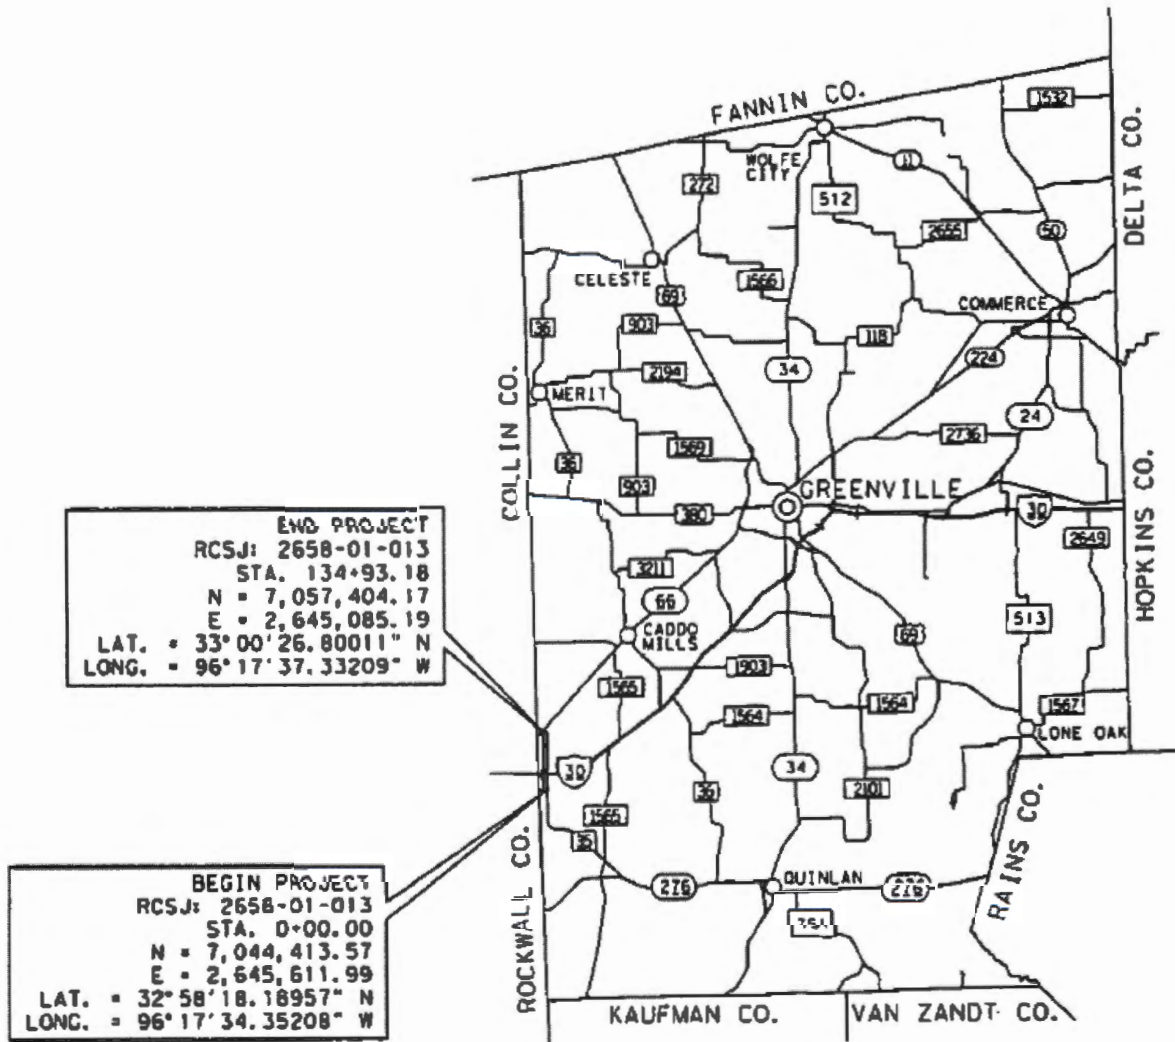 FANNIN CO.
1532
WOLFE
CITY
11
DELTA CO.
272
512
2655
50
CELESTE
1566
69
COMMERCE
36
903
118
34
224
2194
MERIT
COLLIN CO.
24
2736
1569
36
903
GREENVILLE
HOPKINS CO.
380
30
2649
END PROJECT
RCSJ: 2658-01-013
STA. 134+93.18
N = 7,057,404.17
E = 2,645,085.19
LAT. = 33°00'26.80011" N
LONG. = 96°17'37.33209" W
3211
66
CADDO
MILLS
513
69
1903
1565
1564
1564
1567
LONE OAK
30
34
36
2101
1565
35
RAINS CO.
ROCKWALL CO.
BEGIN PROJECT
RCSJ: 2658-01-013
STA. 0+00.00
N = 7,044,413.57
E = 2,645,611.99
LAT. = 32°58'18.18957" N
LONG. = 96°17'34.35208" W
276
QUINLAN
276
KAUFMAN CO.
VAN ZANDT CO.